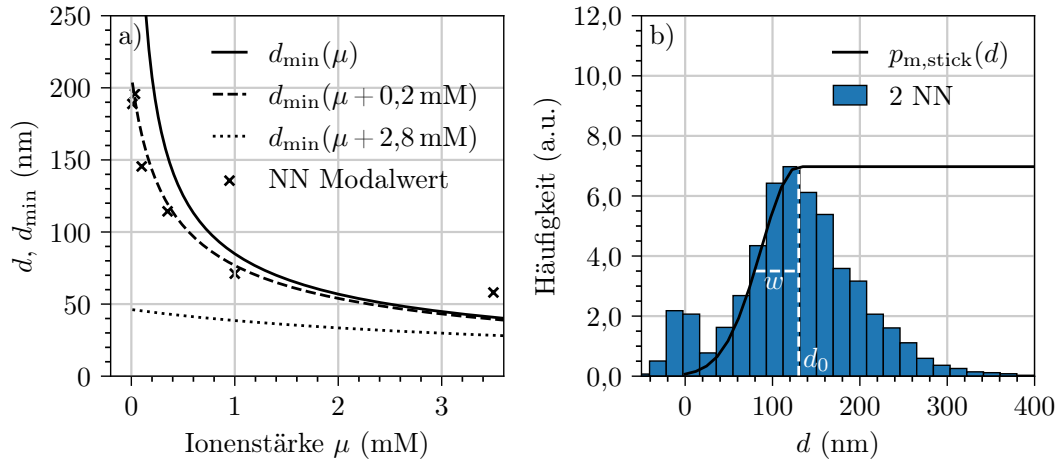 a)
d_min(μ)
d_min(μ + 0,2 mM)
d_min(μ + 2,8 mM)
NN Modalwert
250
200
150
100
50
0
d, d_min (nm)
0 1 2 3
Ionenstärke μ (mM)
b)
p_m,stick(d)
2 NN
12,0
10,0
8,0
6,0
4,0
2,0
0,0
Häufigkeit (a.u.)
w
d_0
0 100 200 300 400
d (nm)